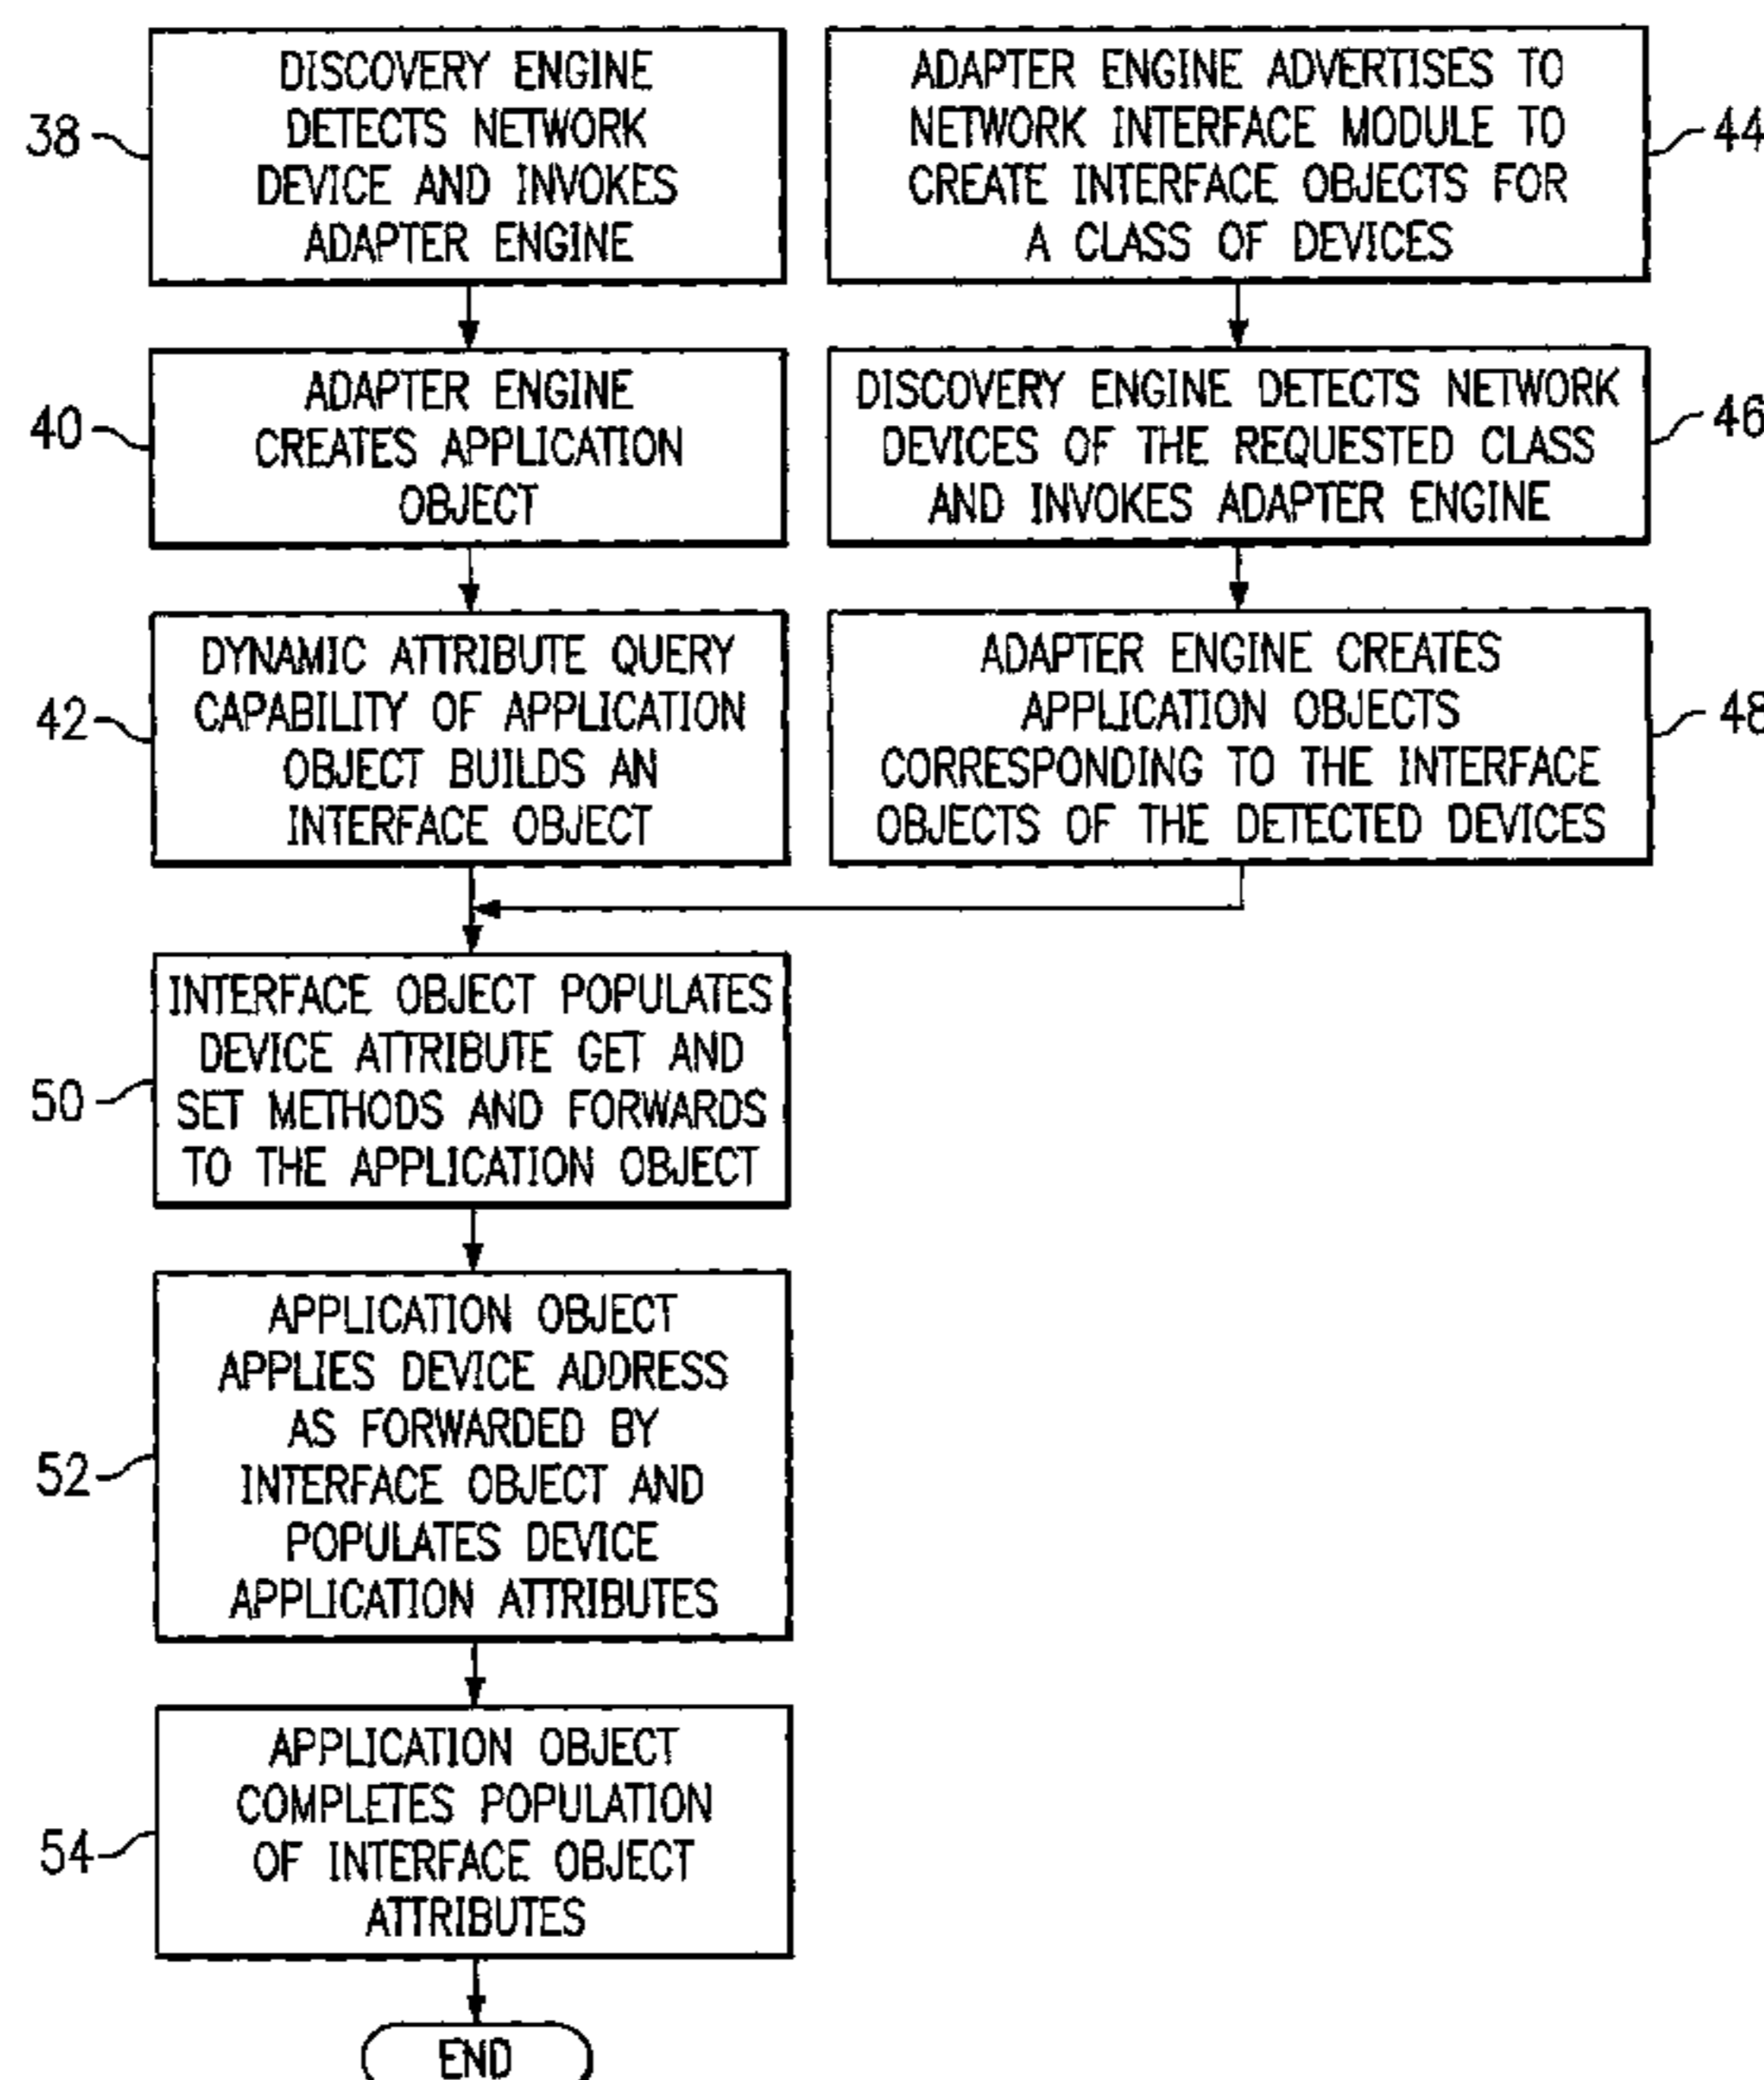 38
DISCOVERY ENGINE
DETECTS NETWORK
DEVICE AND INVOKES
ADAPTER ENGINE
40
ADAPTER ENGINE
CREATES APPLICATION
OBJECT
42
DYNAMIC ATTRIBUTE QUERY
CAPABILITY OF APPLICATION
OBJECT BUILDS AN
INTERFACE OBJECT
ADAPTER ENGINE ADVERTISES TO
NETWORK INTERFACE MODULE TO
CREATE INTERFACE OBJECTS FOR
A CLASS OF DEVICES
44
DISCOVERY ENGINE DETECTS NETWORK
DEVICES OF THE REQUESTED CLASS
AND INVOKES ADAPTER ENGINE
46
ADAPTER ENGINE CREATES
APPLICATION OBJECTS
CORRESPONDING TO THE INTERFACE
OBJECTS OF THE DETECTED DEVICES
48
50
INTERFACE OBJECT POPULATES
DEVICE ATTRIBUTE GET AND
SET METHODS AND FORWARDS
TO THE APPLICATION OBJECT
52
APPLICATION OBJECT
APPLIES DEVICE ADDRESS
AS FORWARDED BY
INTERFACE OBJECT AND
POPULATES DEVICE
APPLICATION ATTRIBUTES
54
APPLICATION OBJECT
COMPLETES POPULATION
OF INTERFACE OBJECT
ATTRIBUTES
END